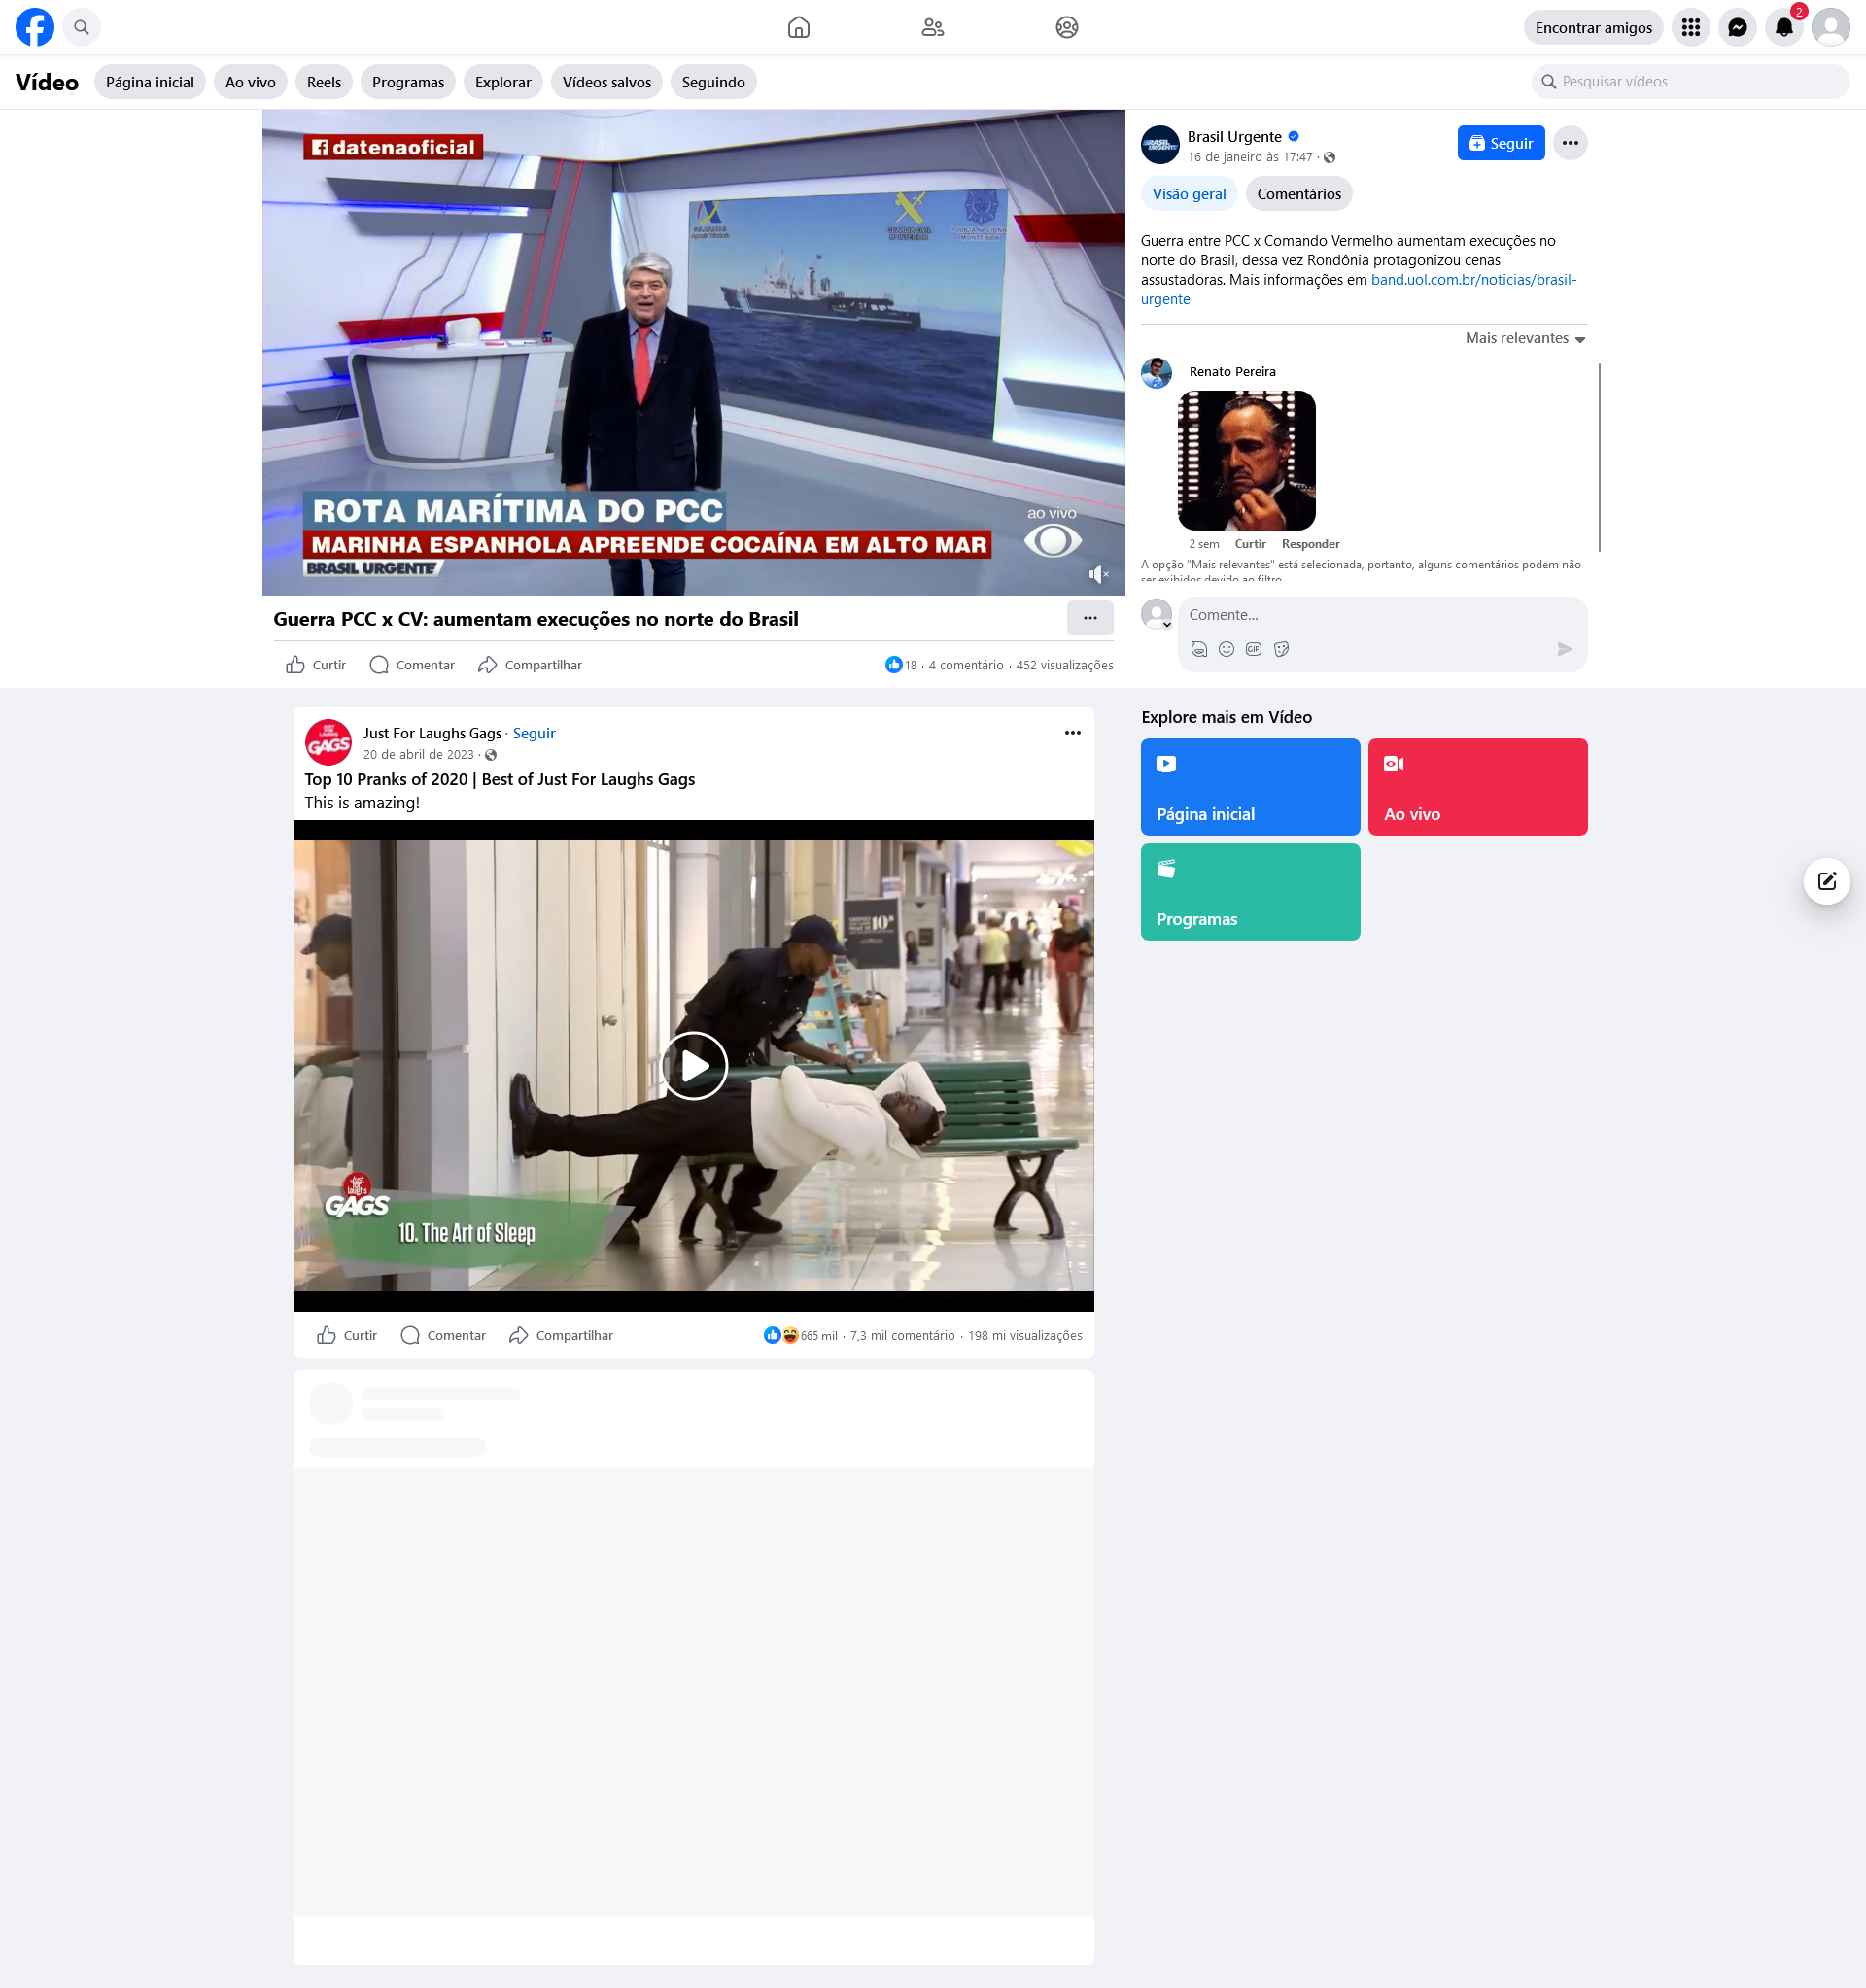 Encontrar amigos
2
Vídeo
Página inicial
Ao vivo
Reels
Programas
Explorar
Vídeos salvos
Seguindo
Pesquisar vídeos
datenaoficial
ROTA MARÍTIMA DO PCC
MARINHA ESPANHOLA APREENDE COCAÍNA EM ALTO MAR
BRASIL URGENTE
ao vivo
Guerra PCC x CV: aumentam execuções no norte do Brasil
Curtir
Comentar
Compartilhar
18 · 4 comentário · 452 visualizações
Brasil Urgente
16 de janeiro às 17:47 ·
Seguir
Visão geral
Comentários
Guerra entre PCC x Comando Vermelho aumentam execuções no
norte do Brasil, dessa vez Rondônia protagonizou cenas
assustadoras. Mais informações em band.uol.com.br/noticias/brasil-
urgente
Mais relevantes
Renato Pereira
2 sem Curtir Responder
A opção "Mais relevantes" está selecionada, portanto, alguns comentários podem não
ser exibidos devido ao filtro
Comente...
GIF
Just For Laughs Gags · Seguir
20 de abril de 2023 ·
Top 10 Pranks of 2020 | Best of Just For Laughs Gags
This is amazing!
GAGS
10. The Art of Sleep
Curtir
Comentar
Compartilhar
665 mil · 7,3 mil comentário · 198 mi visualizações
Explore mais em Vídeo
Página inicial
Ao vivo
Programas